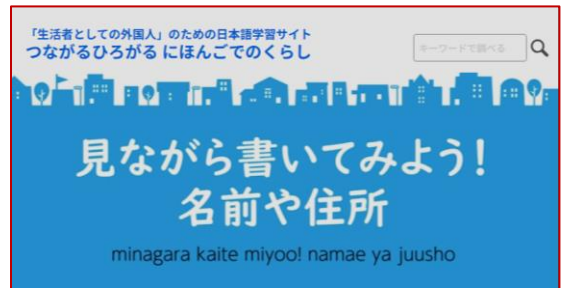 「生活者としての外国人」のための日本語学習サイト
つながるひろがる にほんごでのくらし
キーワードで調べる
見ながら書いてみよう!
名前や住所
minagara kaite miyoo! namae ya juusho